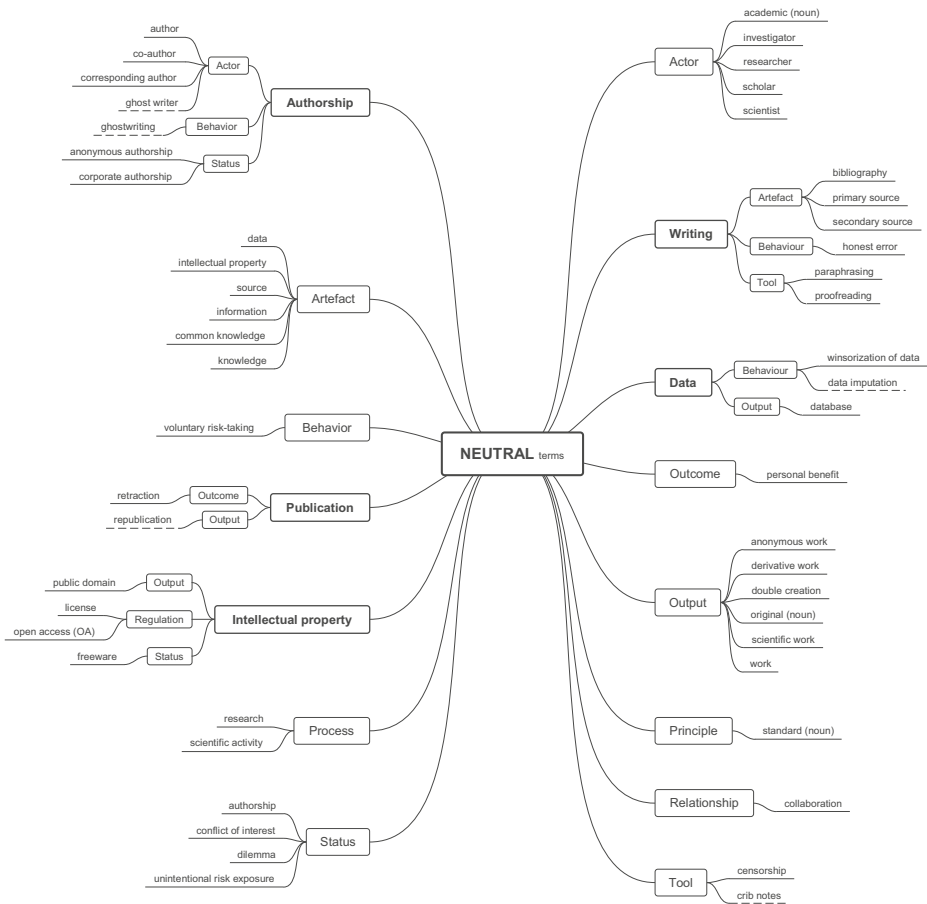 NEUTRAL terms
Authorship
Actor
author
co-author
corresponding author
ghost writer
Behavior
ghostwriting
Status
anonymous authorship
corporate authorship
Artefact
data
intellectual property
source
information
common knowledge
knowledge
Behavior
voluntary risk-taking
Publication
Outcome
retraction
Output
republication
Intellectual property
Output
public domain
Regulation
license
open access (OA)
Status
freeware
Process
research
scientific activity
Status
authorship
conflict of interest
dilemma
unintentional risk exposure
Actor
academic (noun)
investigator
researcher
scholar
scientist
Writing
Artefact
bibliography
primary source
secondary source
Behaviour
honest error
Tool
paraphrasing
proofreading
Data
Behaviour
winsorization of data
data imputation
Output
database
Outcome
personal benefit
Output
anonymous work
derivative work
double creation
original (noun)
scientific work
work
Principle
standard (noun)
Relationship
collaboration
Tool
censorship
crib notes